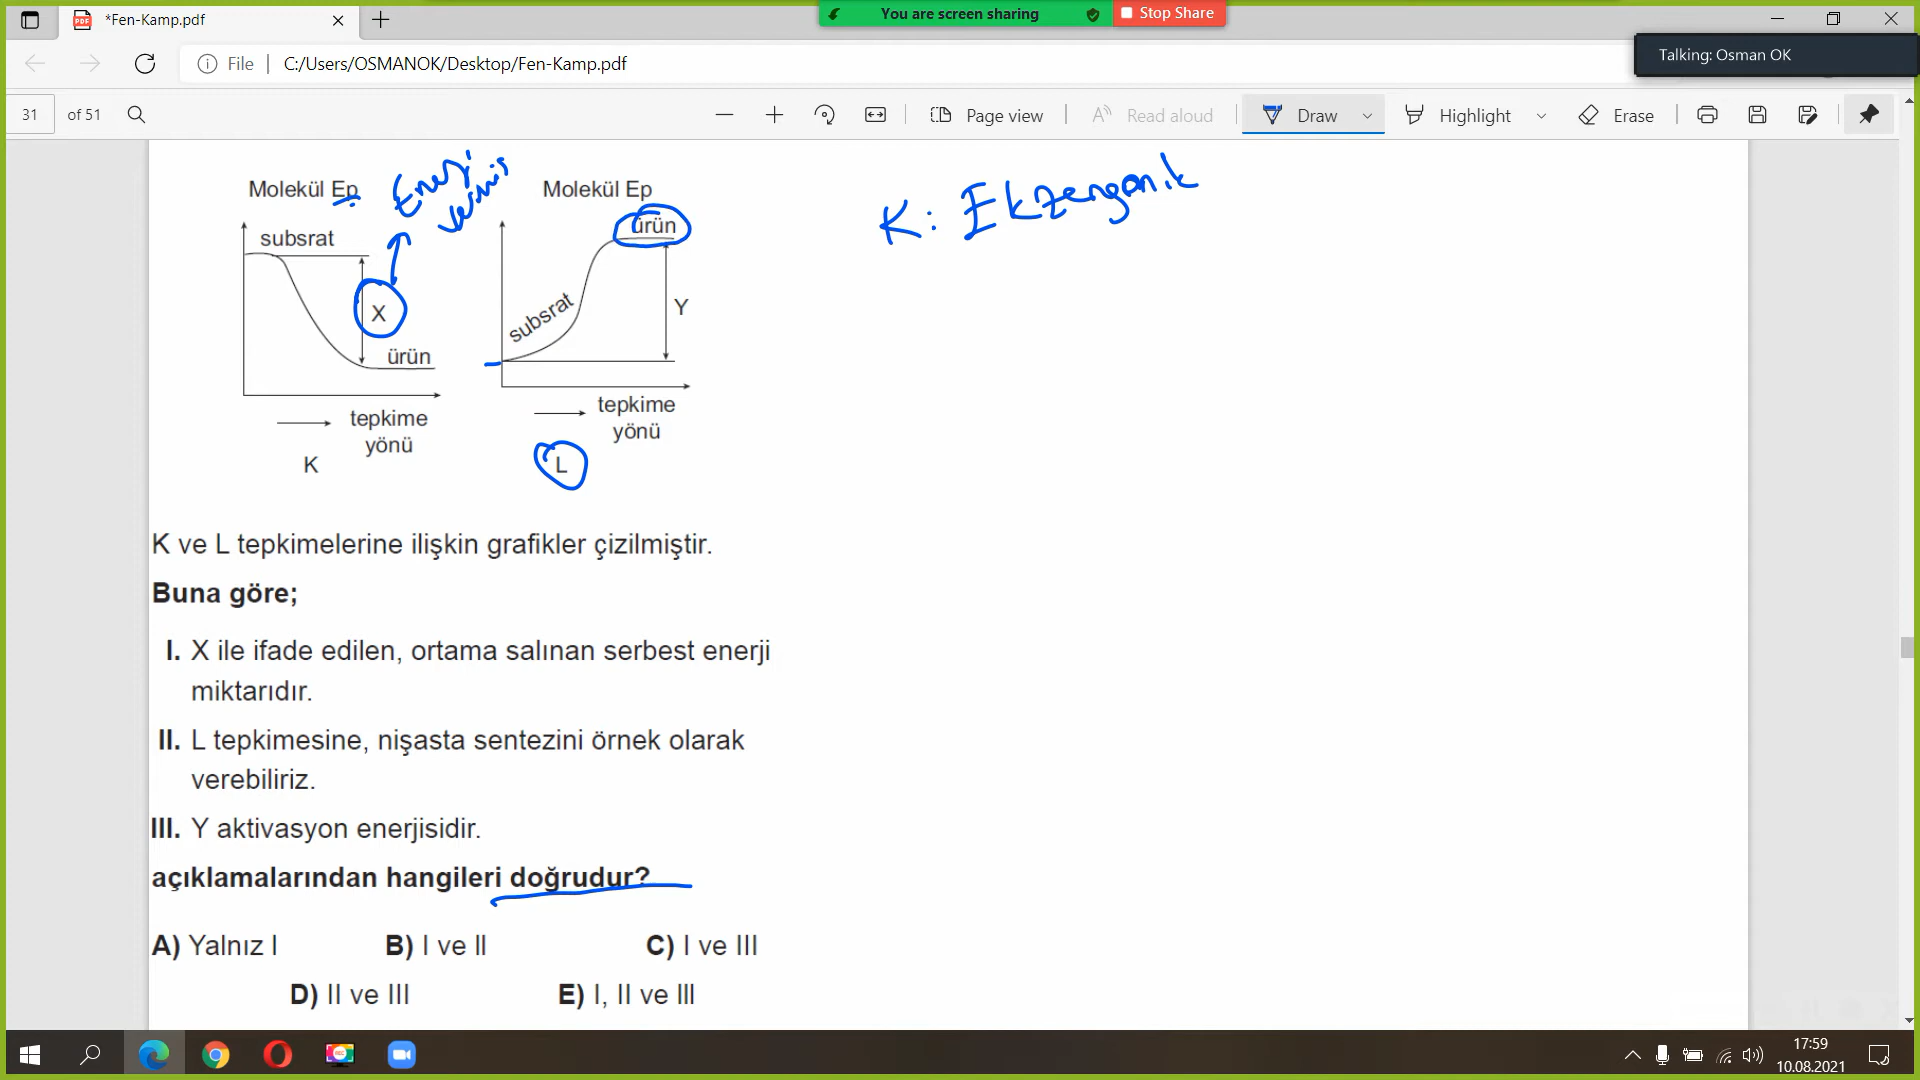 *Fen-Kamp.pdf
You are screen sharing
Stop Share
Talking: Osman OK
File
C:/Users/OSMANOK/Desktop/Fen-Kamp.pdf
31 of 51
Page view
Read aloud
Draw
Highlight
Erase
Molekül Ep
Enerji
Molekül Ep
K: Ekzergonik
subsrat
ürün
X
subsrat
Y
ürün
tepkime
yönü
K
tepkime
yönü
L
K ve L tepkimelerine ilişkin grafikler çizilmiştir.
Buna göre;
I. X ile ifade edilen, ortama salınan serbest enerji
miktarıdır.
II. L tepkimesine, nişasta sentezini örnek olarak
verebiliriz.
III. Y aktivasyon enerjisidir.
açıklamalarından hangileri doğrudur?
A) Yalnız I B) I ve II C) I ve III
D) II ve III E) I, II ve III
17:59
10.08.2021